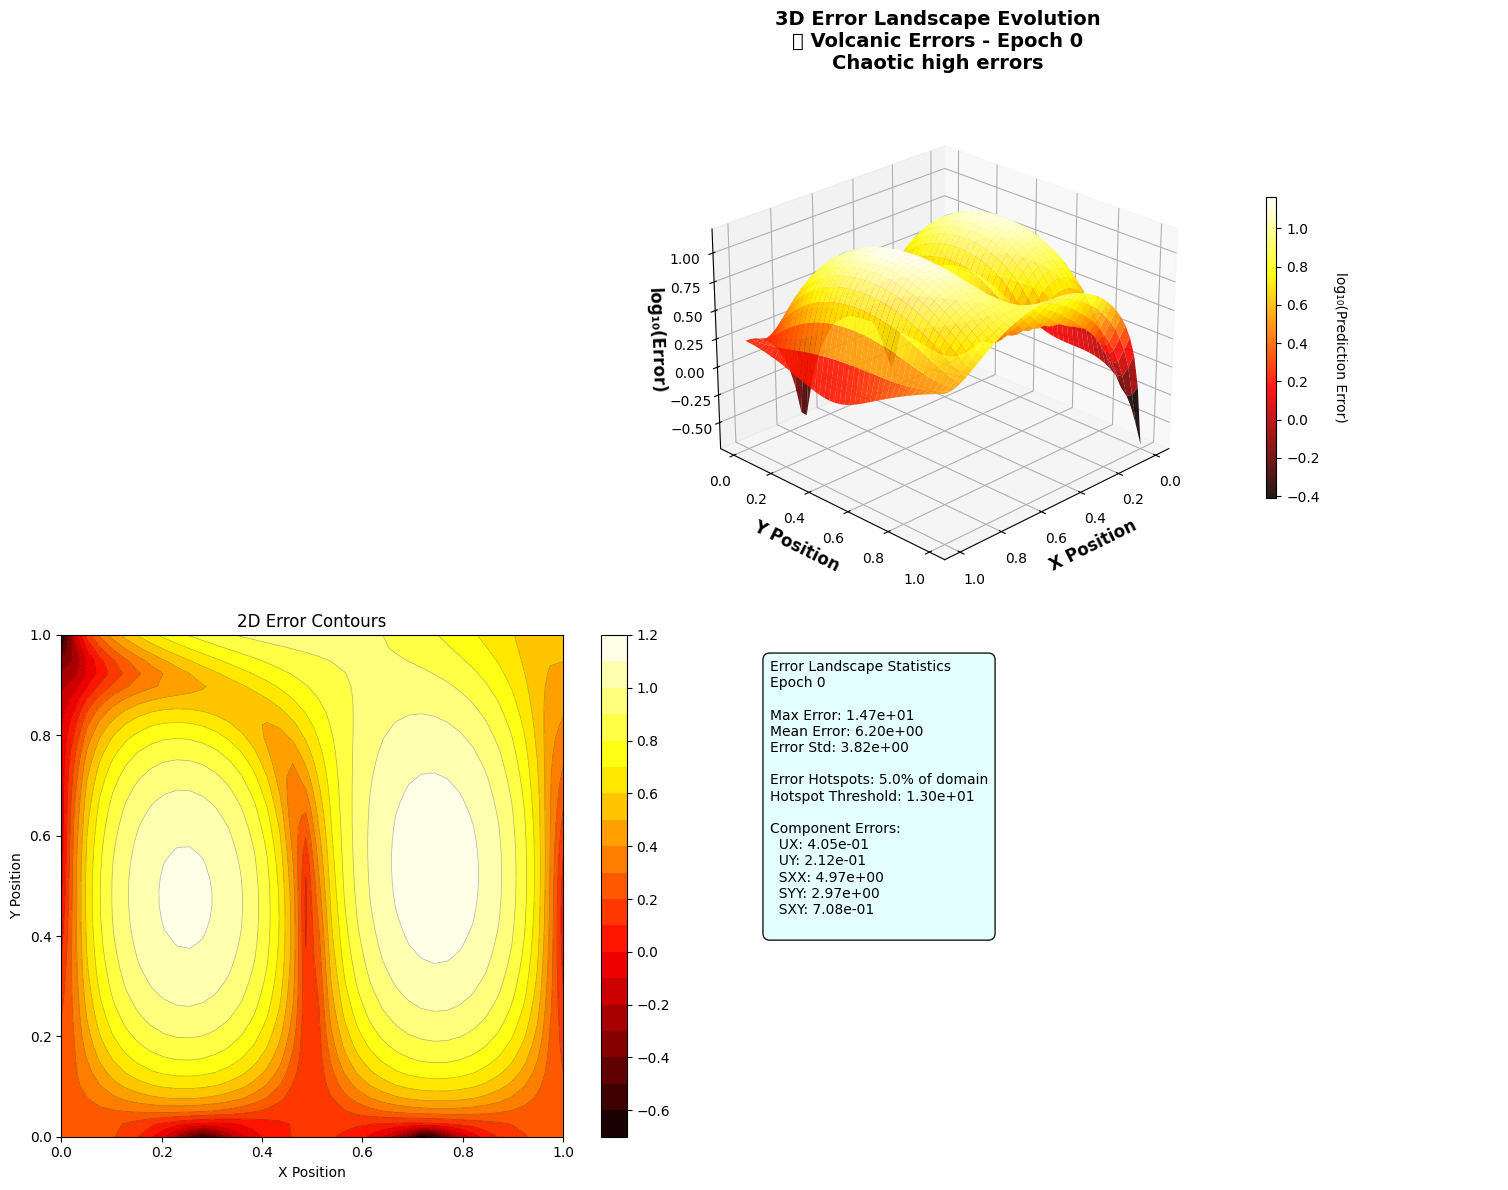 3D Error Landscape Evolution
▯ Volcanic Errors - Epoch 0
Chaotic high errors
log₁₀(Error)
1.00
0.75
0.50
0.25
0.00
−0.25
−0.50
0.0
0.2
0.4
0.6
0.8
1.0
Y Position
1.0
0.8
0.6
0.4
0.2
0.0
X Position
1.0
0.8
0.6
0.4
0.2
0.0
−0.2
−0.4
log₁₀(Prediction Error)
2D Error Contours
1.0
0.8
0.6
0.4
0.2
0.0
Y Position
0.0 0.2 0.4 0.6 0.8 1.0
X Position
1.2
1.0
0.8
0.6
0.4
0.2
0.0
−0.2
−0.4
−0.6
Error Landscape Statistics
Epoch 0
Max Error: 1.47e+01
Mean Error: 6.20e+00
Error Std: 3.82e+00
Error Hotspots: 5.0% of domain
Hotspot Threshold: 1.30e+01
Component Errors:
UX: 4.05e-01
UY: 2.12e-01
SXX: 4.97e+00
SYY: 2.97e+00
SXY: 7.08e-01